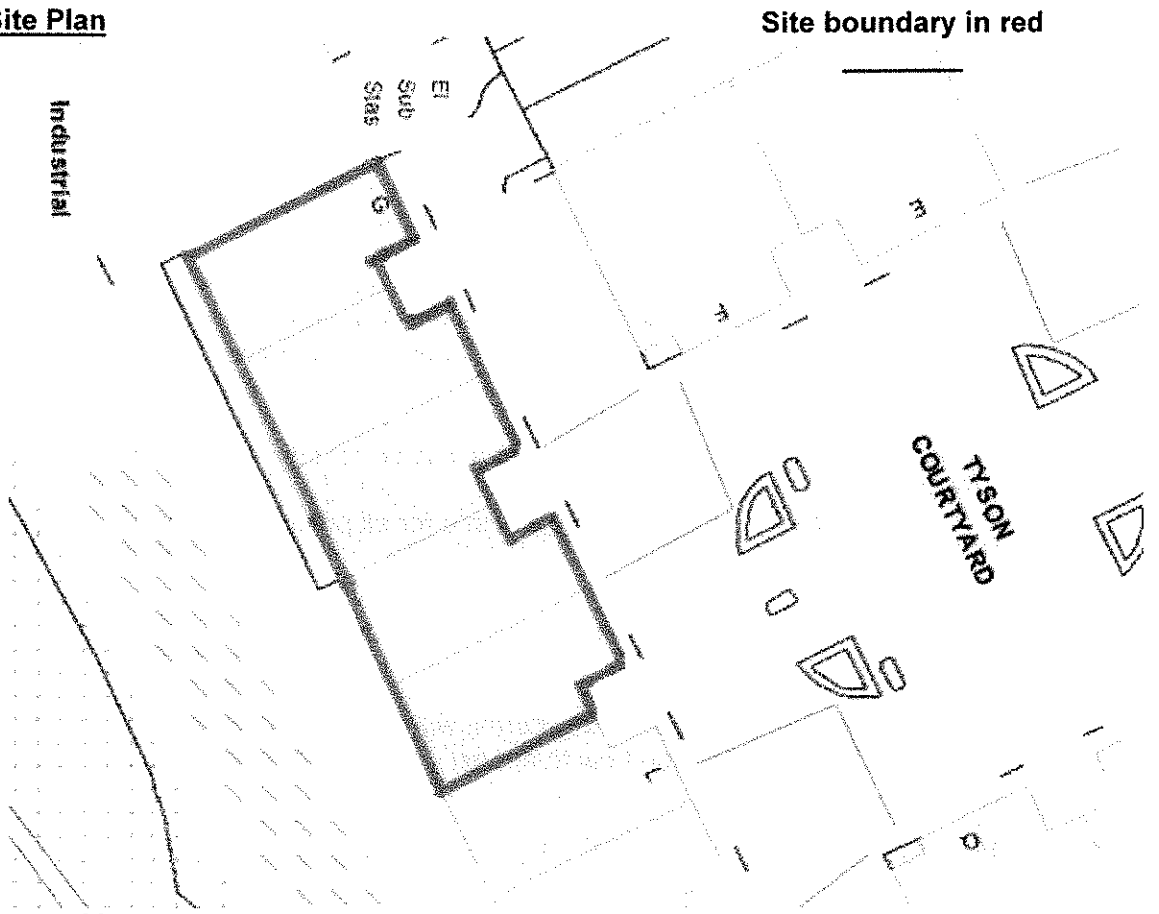 Site Plan
Site boundary in red
El
Sub
Stas
Industrial
G
E
F
TYSON
COURTYARD
L
Q